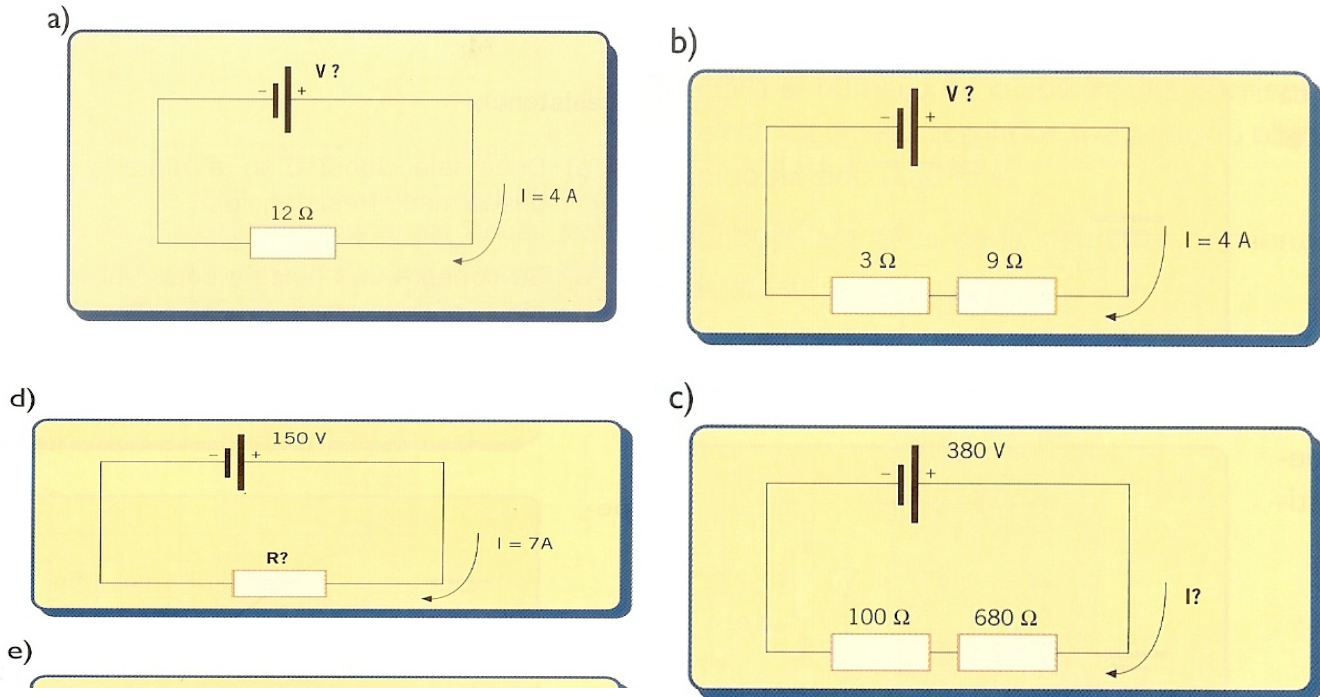 a)
V ?
- +
I = 4 A
12 Ω
b)
V ?
- +
I = 4 A
3 Ω 9 Ω
d)
150 V
- +
I = 7A
R?
c)
380 V
- +
I?
100 Ω 680 Ω
e)